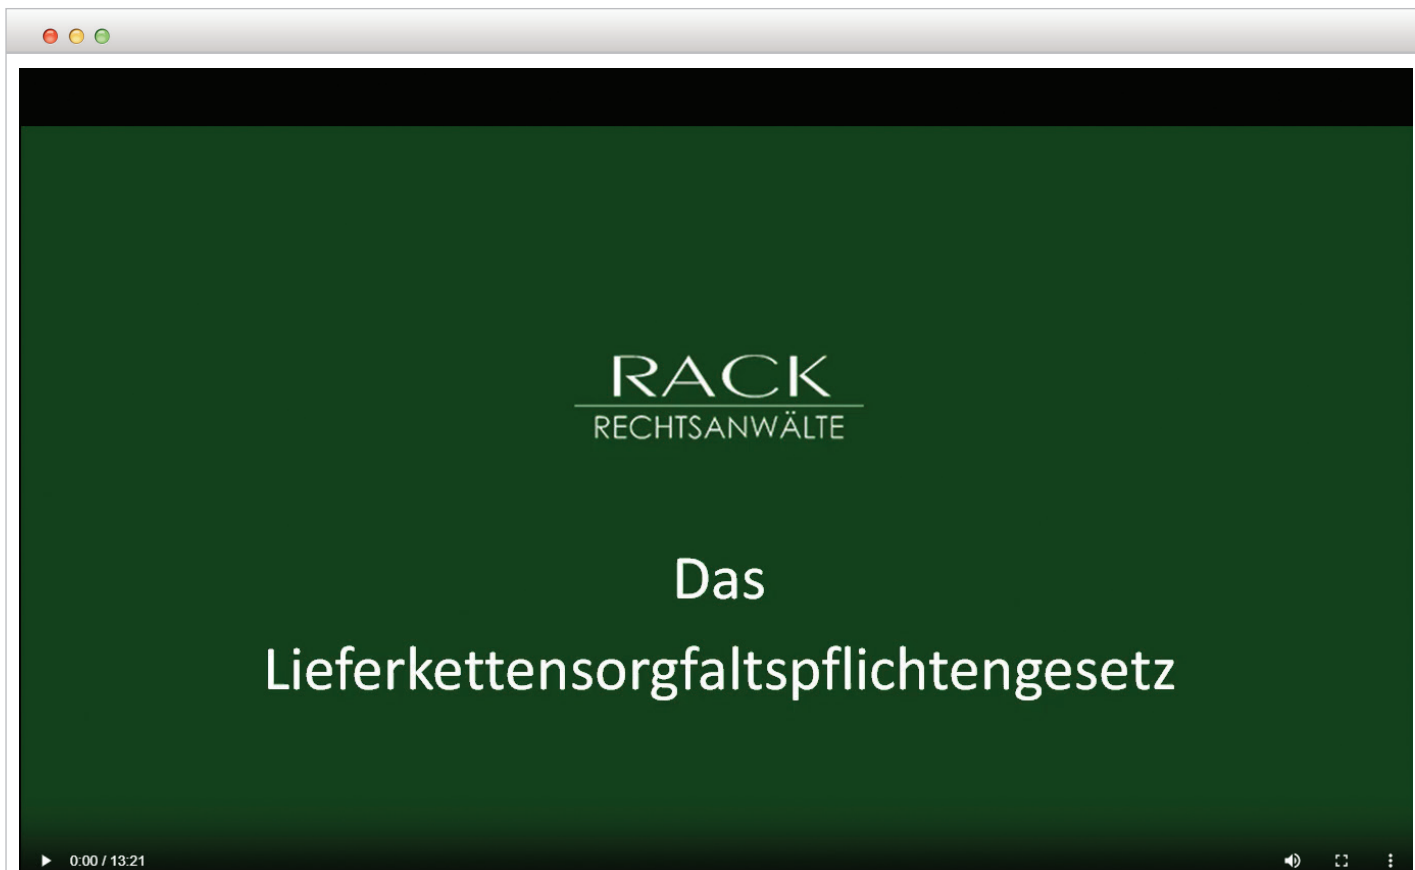 RACK
RECHTSANWÄLTE
Das
Lieferkettensorgfaltspflichtengesetz
0:00 / 13:21